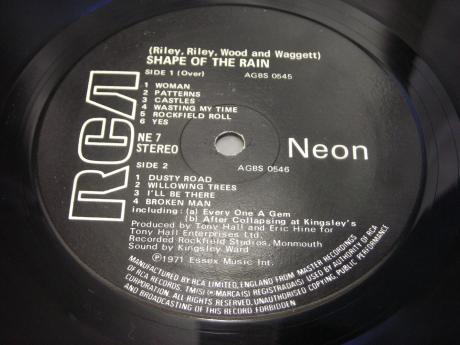 (Riley, Riley, Wood and Waggett)
SHAPE OF THE RAIN
SIDE 1 (Over) AGBS 0545
1 WOMAN
2 PATTERNS
3 CASTLES
4 WASTING MY TIME
5 ROCKFIELD ROLL
6 YES
RCA
NE 7
STEREO
Neon
SIDE 2 AGBS 0546
1 DUSTY ROAD
2 WILLOWING TREES
3 I'LL BE THERE
4 BROKEN MAN
including: (a) Every One A Gem
(b) After Collapsing at Kingsley's
Produced by Tony Hall and Eric Hine for
Tony Hall Enterprises Ltd.
Recorded Rockfield Studios, Monmouth
Sound by Kingsley Ward
Ⓟ1971 Essex Music Int.
MANUFACTURED BY RCA LIMITED, ENGLAND FROM MASTER RECORDINGS
OF RCA RECORDS, TM(S) ® MARCA(S) REGISTRADA(S) USED BY AUTHORITY OF RCA
CORPORATION. ALL RIGHTS RESERVED. UNAUTHORISED COPYING, PUBLIC PERFORMANCE
AND BROADCASTING OF THIS RECORD FORBIDDEN